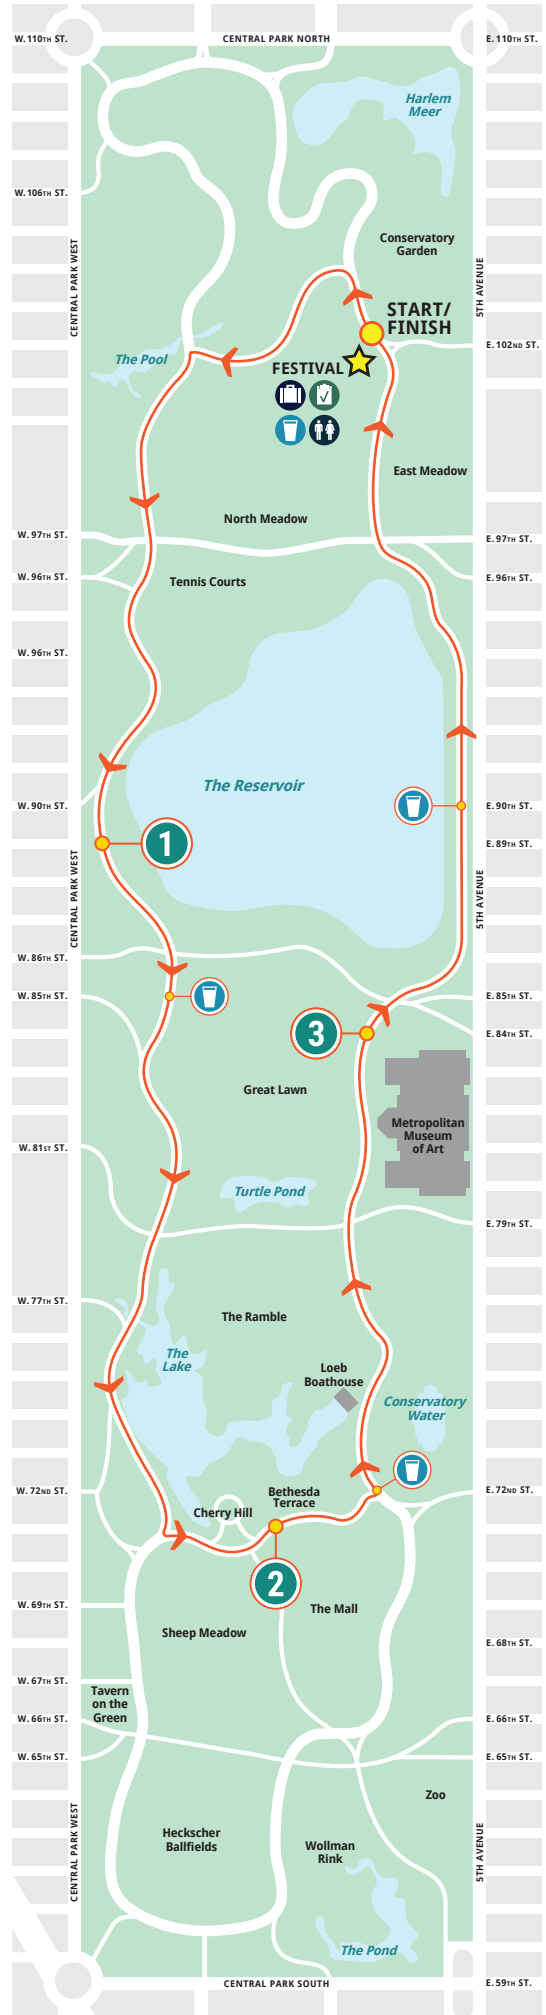 W. 110TH ST.
CENTRAL PARK NORTH
E. 110TH ST.
Harlem
Meer
W. 106TH ST.
Conservatory
Garden
CENTRAL PARK WEST
5TH AVENUE
START/
FINISH
E. 102ND ST.
The Pool
FESTIVAL
East Meadow
North Meadow
W. 97TH ST.
E. 97TH ST.
W. 96TH ST.
Tennis Courts
E. 96TH ST.
W. 96TH ST.
The Reservoir
W. 90TH ST.
E. 90TH ST.
1
E. 89TH ST.
CENTRAL PARK WEST
5TH AVENUE
W. 86TH ST.
W. 85TH ST.
E. 85TH ST.
3
E. 84TH ST.
Great Lawn
Metropolitan
Museum
of Art
W. 81ST ST.
Turtle Pond
E. 79TH ST.
W. 77TH ST.
The Ramble
The
Lake
Loeb
Boathouse
Conservatory
Water
W. 72ND ST.
Bethesda
Terrace
E. 72ND ST.
Cherry Hill
2
W. 69TH ST.
The Mall
Sheep Meadow
E. 68TH ST.
W. 67TH ST.
Tavern
on the
Green
W. 66TH ST.
E. 66TH ST.
W. 65TH ST.
E. 65TH ST.
Zoo
CENTRAL PARK WEST
Heckscher
Ballfields
Wollman
Rink
5TH AVENUE
The Pond
CENTRAL PARK SOUTH
E. 59TH ST.